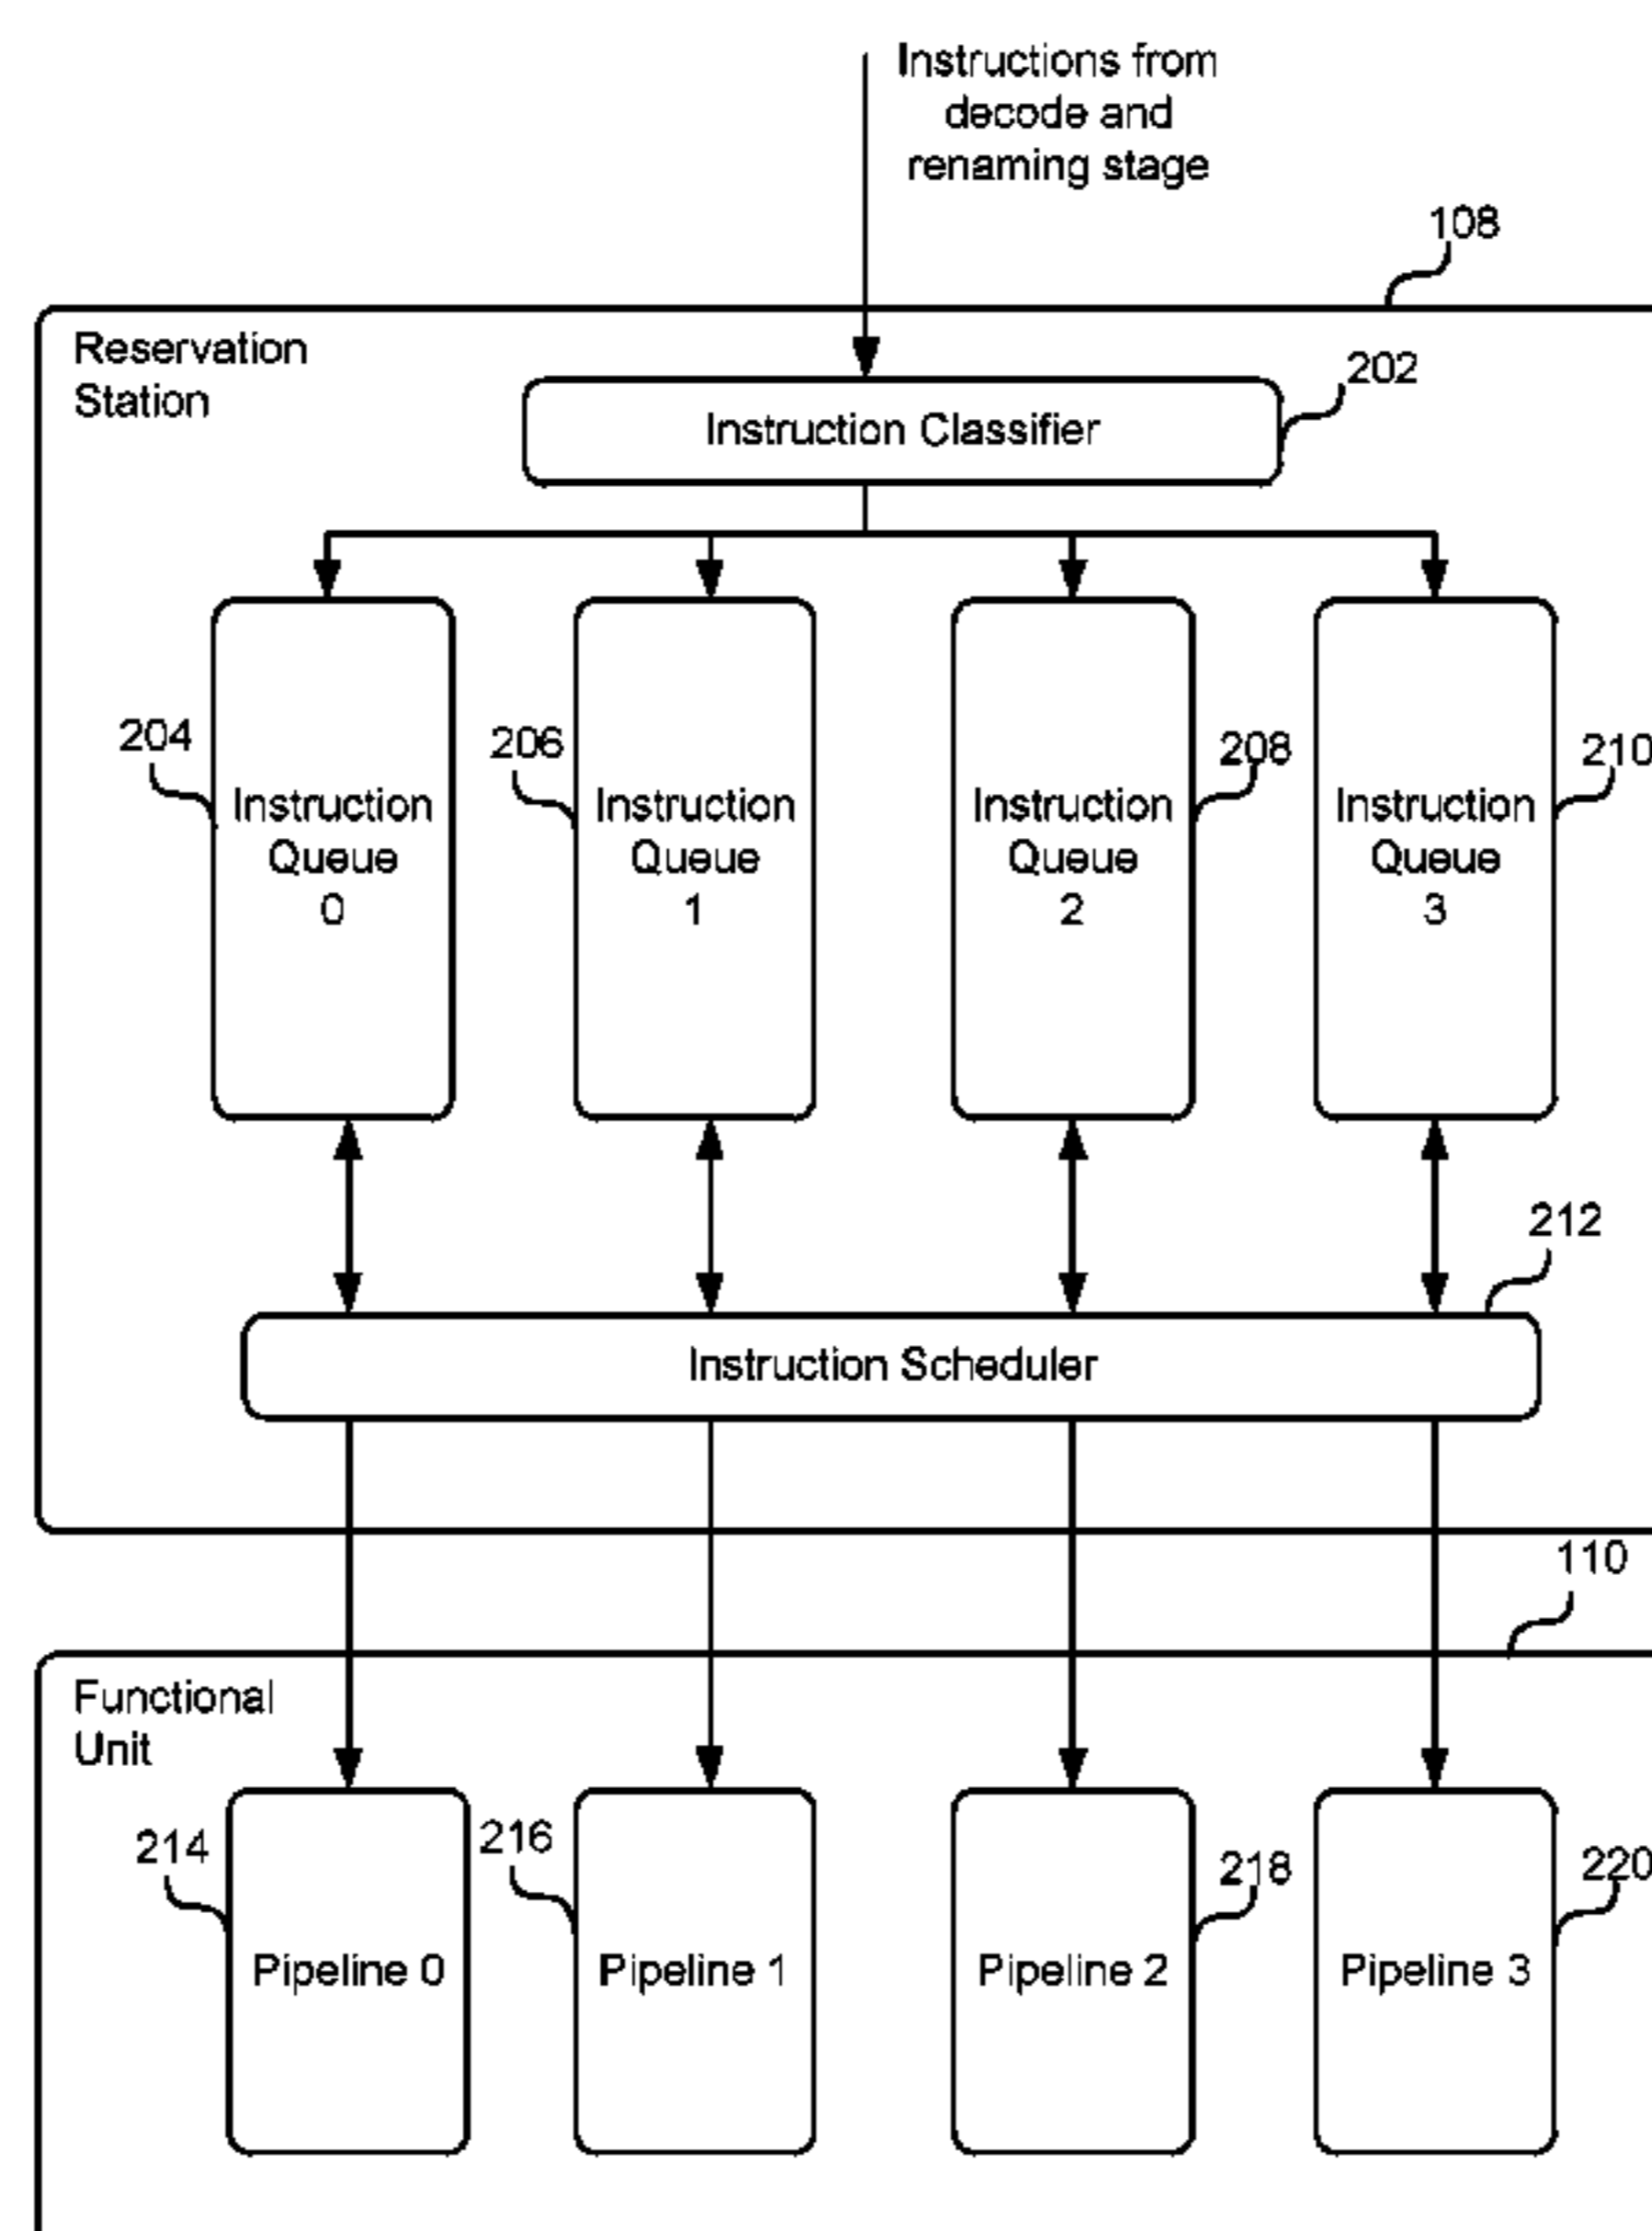 Instructions from
decode and
renaming stage
108
Reservation
Station
202
Instruction Classifier
204
206
208
210
Instruction
Queue
0
Instruction
Queue
1
Instruction
Queue
2
Instruction
Queue
3
212
Instruction Scheduler
110
Functional
Unit
214
216
218
220
Pipeline 0
Pipeline 1
Pipeline 2
Pipeline 3